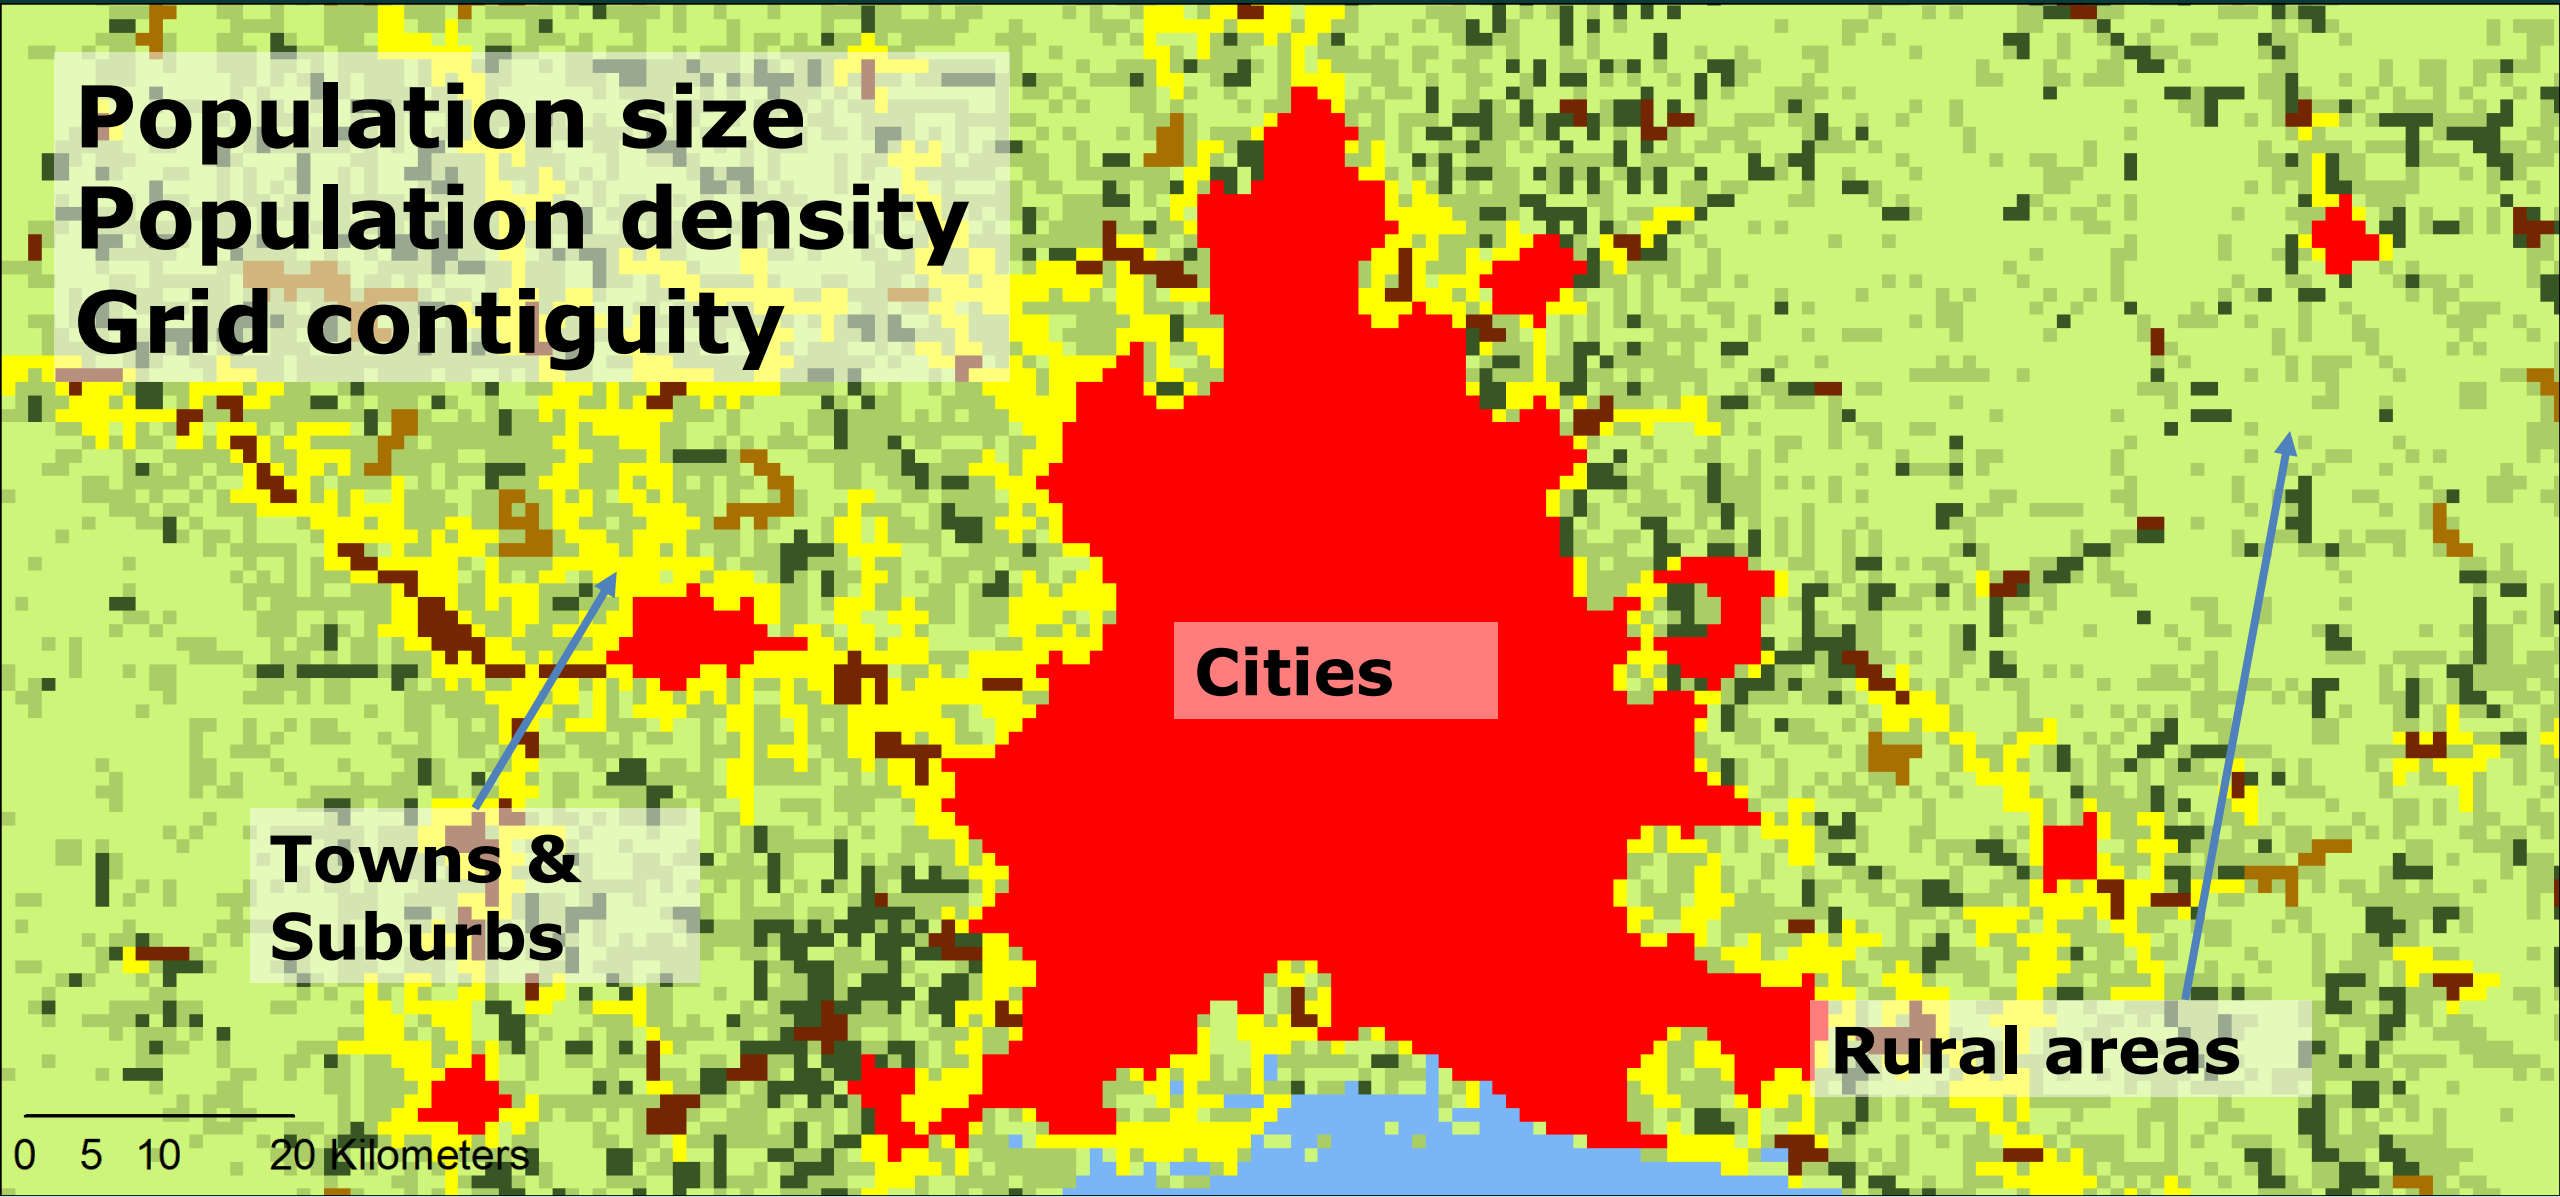 Population size
Population density
Grid contiguity
Cities
Towns &
Suburbs
Rural areas
0 5 10 20 Kilometers